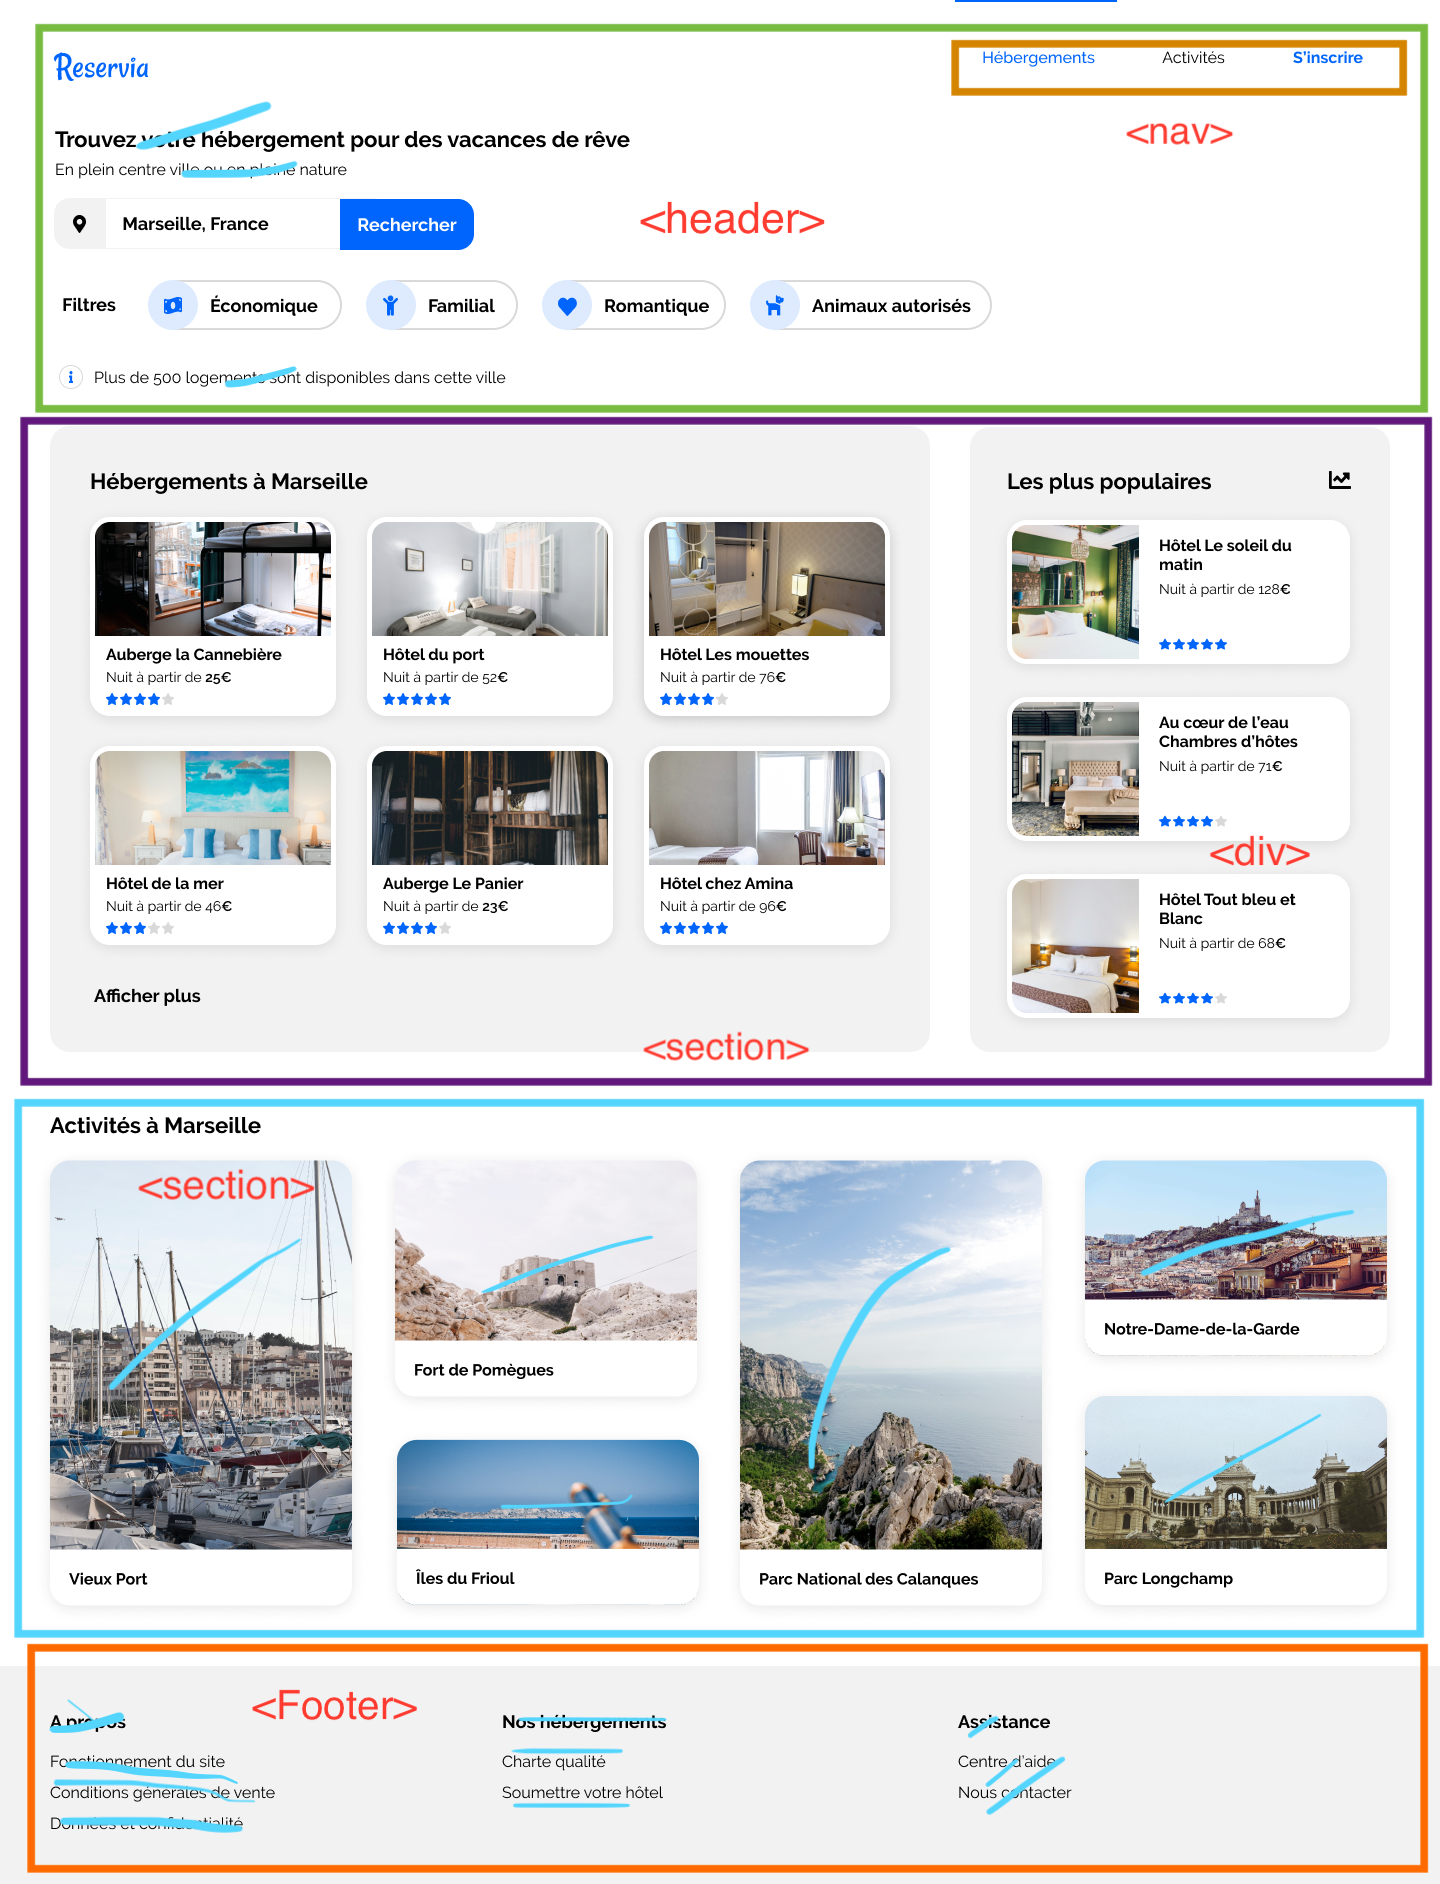 Reservia
Hébergements
Activités
S'inscrire
<nav>
Trouvez votre hébergement pour des vacances de rêve
En plein centre ville ou en pleine nature
Marseille, France
Rechercher
<header>
Filtres
Économique
Familial
Romantique
Animaux autorisés
Plus de 500 logements sont disponibles dans cette ville
Hébergements à Marseille
Auberge la Cannebière
Nuit à partir de 25€
Hôtel du port
Nuit à partir de 52€
Hôtel Les mouettes
Nuit à partir de 76€
Hôtel de la mer
Nuit à partir de 46€
Auberge Le Panier
Nuit à partir de 23€
Hôtel chez Amina
Nuit à partir de 96€
Afficher plus
<section>
Les plus populaires
Hôtel Le soleil du
matin
Nuit à partir de 128€
Au cœur de l'eau
Chambres d'hôtes
Nuit à partir de 71€
<div>
Hôtel Tout bleu et
Blanc
Nuit à partir de 68€
Activités à Marseille
<section>
Vieux Port
Fort de Pomègues
Îles du Frioul
Parc National des Calanques
Notre-Dame-de-la-Garde
Parc Longchamp
<Footer>
A propos
Fonctionnement du site
Conditions générales de vente
Données et confidentialité
Nos hébergements
Charte qualité
Soumettre votre hôtel
Assistance
Centre d'aide
Nous contacter